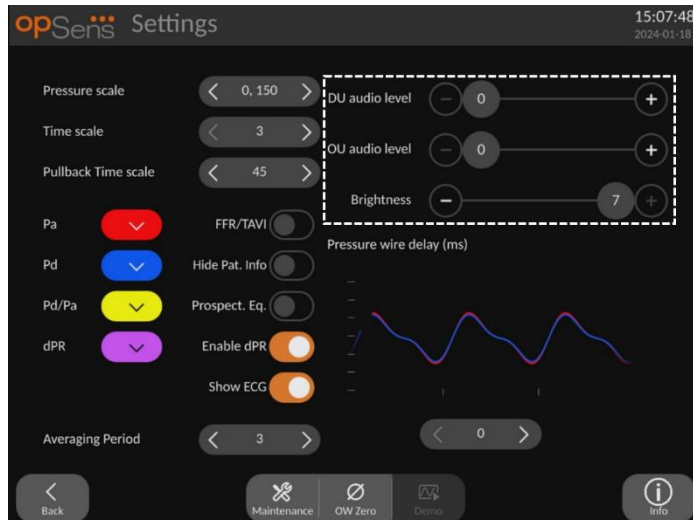 opSens Settings
15:07:48
2024-01-18
Pressure scale
0, 150
Time scale
3
Pullback Time scale
45
DU audio level
0
OU audio level
0
Brightness
7
Pa
FFR/TAVI
Pd
Hide Pat. Info
Pd/Pa
Prospect. Eq.
dPR
Enable dPR
Show ECG
Averaging Period
3
Pressure wire delay (ms)
0
Back
Maintenance
OW Zero
Demo
Info